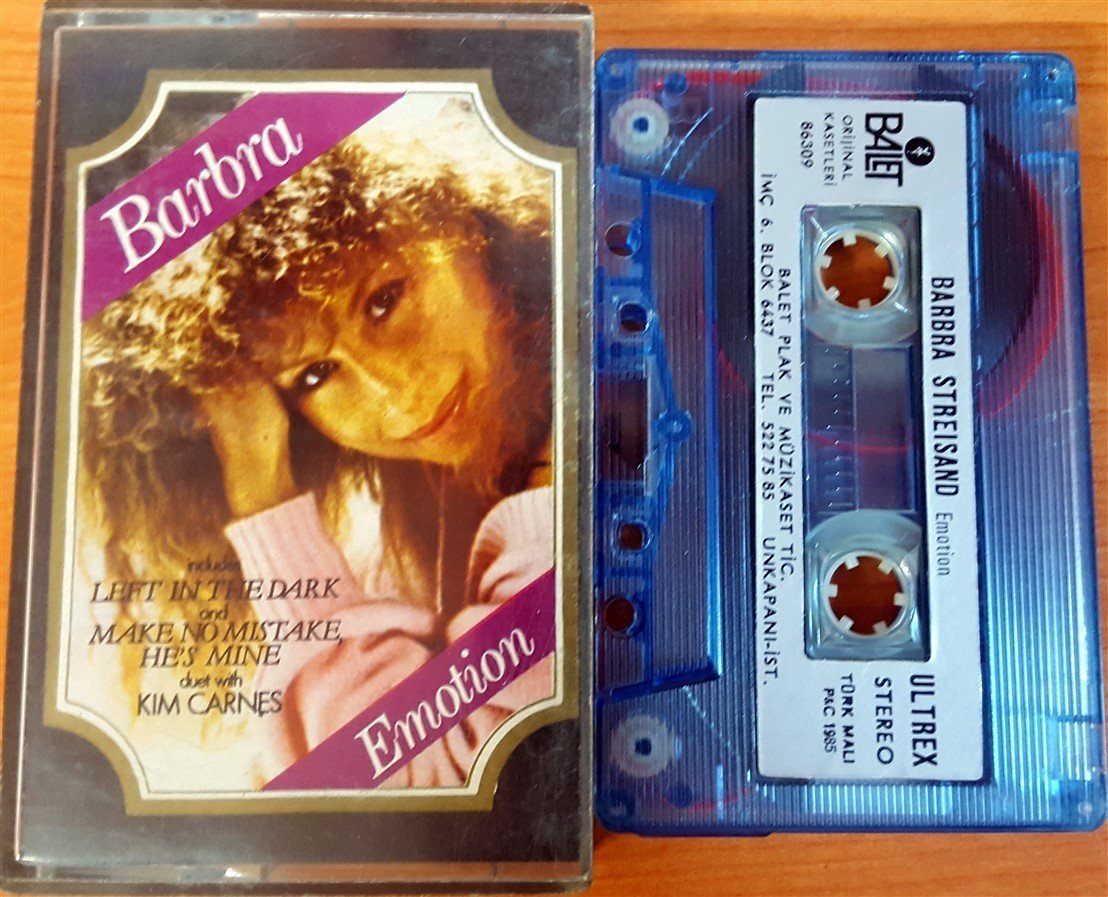 Barbra
includes
LEFT IN THE DARK
and
MAKE NO MISTAKE,
HE'S MINE
duet with
KIM CARNES
Emotion
BALET
ORİJİNAL
KASETLERİ
86309
BARBRA STREISAND Emotion
BALET PLAK VE MÜZİKASET TİC.
İMÇ 6. BLOK 6437 TEL. 522 75 85 UNKAPANI-İST.
ULTREX
STEREO
TÜRK MALI
P&C 1985